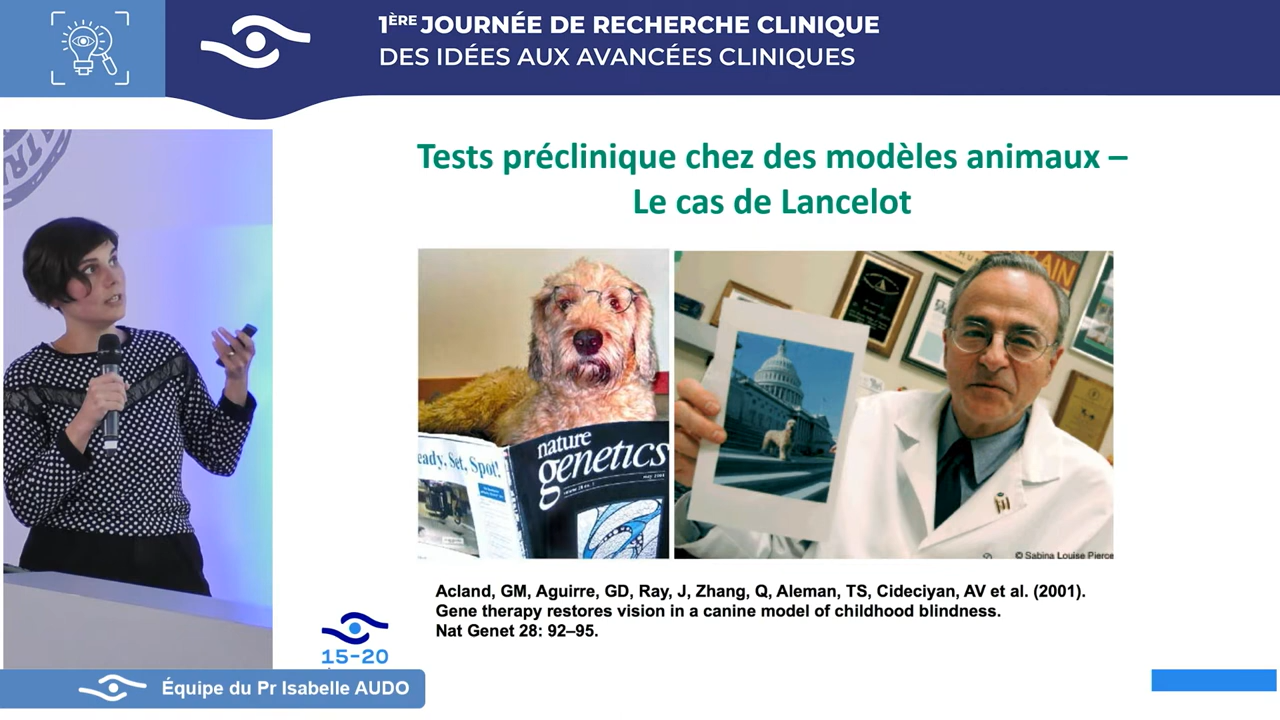 1ÈRE JOURNÉE DE RECHERCHE CLINIQUE
DES IDÉES AUX AVANCÉES CLINIQUES
Tests préclinique chez des modèles animaux –
Le cas de Lancelot
eady, Set, Spot!
nature
genetics
RAIN
© Sabina Louise Pierce
Acland, GM, Aguirre, GD, Ray, J, Zhang, Q, Aleman, TS, Cideciyan, AV et al. (2001).
Gene therapy restores vision in a canine model of childhood blindness.
Nat Genet 28: 92–95.
15-20
Équipe du Pr Isabelle AUDO